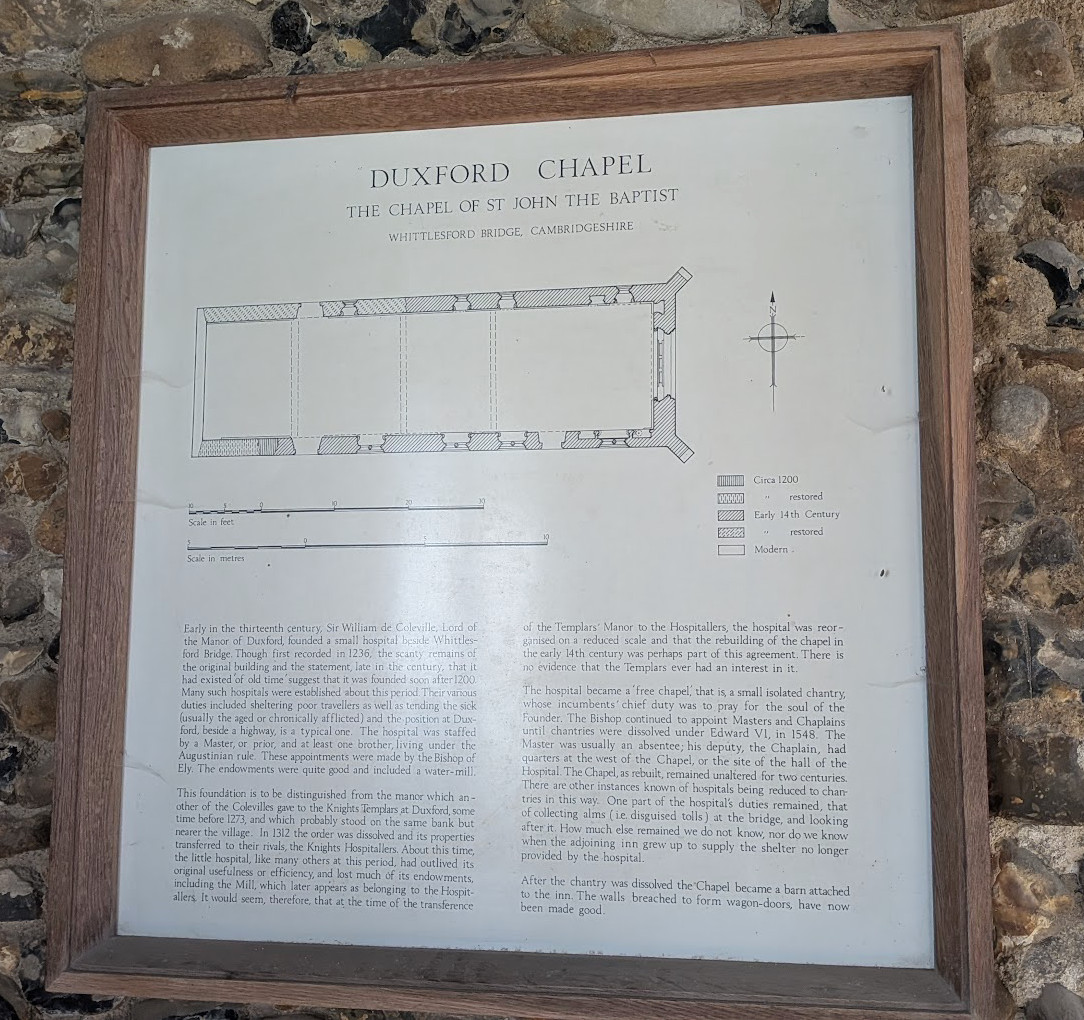 DUXFORD CHAPEL
THE CHAPEL OF ST JOHN THE BAPTIST
WHITTLESFORD BRIDGE, CAMBRIDGESHIRE
N
Circa 1200
" restored
Early 14th Century
" restored
Modern
10 5 0 10 20 30
Scale in feet
5 0 5 10
Scale in metres
Early in the thirteenth century, Sir William de Coleville, Lord of
the Manor of Duxford, founded a small hospital beside Whittles-
ford Bridge. Though first recorded in 1236, the scanty remains of
the original building and the statement, late in the century, that it
had existed 'of old time' suggest that it was founded soon after 1200.
Many such hospitals were established about this period. Their various
duties included sheltering poor travellers as well as tending the sick
(usually the aged or chronically afflicted) and the position at Dux-
ford, beside a highway, is a typical one. The hospital was staffed
by a Master, or prior, and at least one brother, living under the
Augustinian rule. These appointments were made by the Bishop of
Ely. The endowments were quite good and included a water-mill.
This foundation is to be distinguished from the manor which an-
other of the Colevilles gave to the Knights Templars at Duxford, some
time before 1273, and which probably stood on the same bank but
nearer the village. In 1312 the order was dissolved and its properties
transferred to their rivals, the Knights Hospitallers. About this time,
the little hospital, like many others at this period, had outlived its
original usefulness or efficiency, and lost much of its endowments,
including the Mill, which later appears as belonging to the Hospit-
allers. It would seem, therefore, that at the time of the transference
of the Templars' Manor to the Hospitallers, the hospital was reor-
ganised on a reduced scale and that the rebuilding of the chapel in
the early 14th century was perhaps part of this agreement. There is
no evidence that the Templars ever had an interest in it.
The hospital became a 'free chapel', that is, a small isolated chantry,
whose incumbents' chief duty was to pray for the soul of the
Founder. The Bishop continued to appoint Masters and Chaplains
until chantries were dissolved under Edward VI, in 1548. The
Master was usually an absentee; his deputy, the Chaplain, had
quarters at the west of the Chapel, or the site of the hall of the
Hospital. The Chapel, as rebuilt, remained unaltered for two centuries.
There are other instances known of hospitals being reduced to chan-
tries in this way. One part of the hospital's duties remained, that
of collecting alms (i.e. disguised tolls) at the bridge, and looking
after it. How much else remained we do not know, nor do we know
when the adjoining inn grew up to supply the shelter no longer
provided by the hospital.
After the chantry was dissolved the Chapel became a barn attached
to the inn. The walls breached to form wagon-doors, have now
been made good.